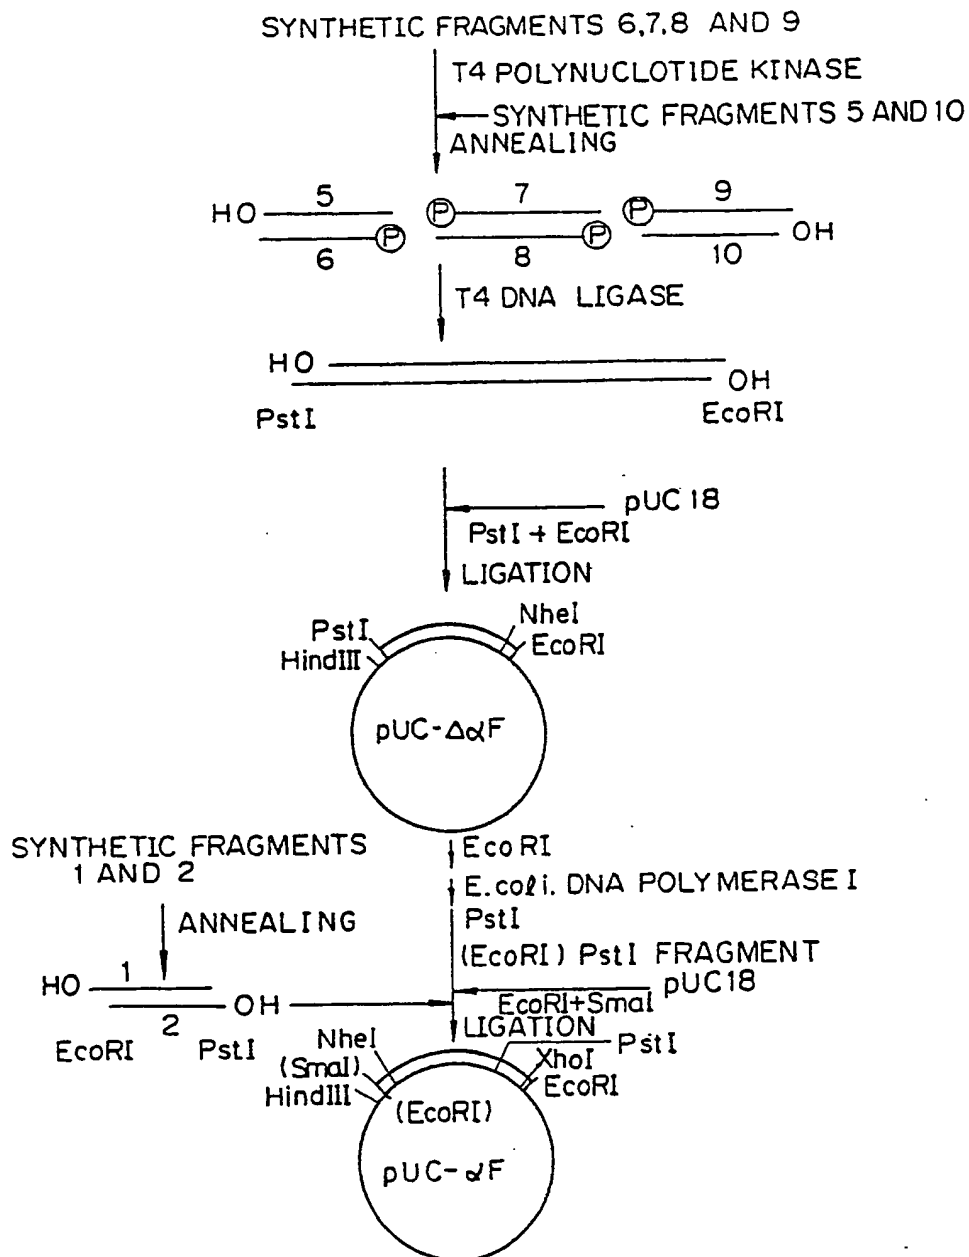 SYNTHETIC FRAGMENTS 6,7,8 AND 9
T4 POLYNUCLOTIDE KINASE
SYNTHETIC FRAGMENTS 5 AND 10
ANNEALING
HO 5 P 7 P 9
6 P 8 P 10 OH
T4 DNA LIGASE
HO
OH
PstI EcoRI
pUC 18
PstI + EcoRI
LIGATION
PstI NheI
HindIII EcoRI
pUC-ΔαF
SYNTHETIC FRAGMENTS
1 AND 2
ANNEALING
HO 1
2 OH
EcoRI PstI
EcoRI
E.coli. DNA POLYMERASE I
PstI
(EcoRI) PstI FRAGMENT
pUC18
EcoRI+SmaI
LIGATION
NheI PstI
(SmaI) XhoI
HindIII EcoRI
(EcoRI)
pUC-αF